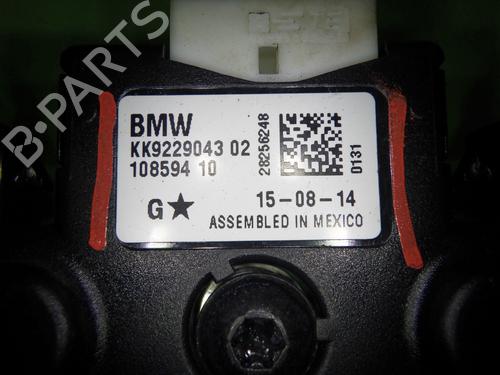 B-PARTS
BMW
KK9229043 02
108594 10
28256248
0131
G★ 15-08-14
ASSEMBLED IN MEXICO